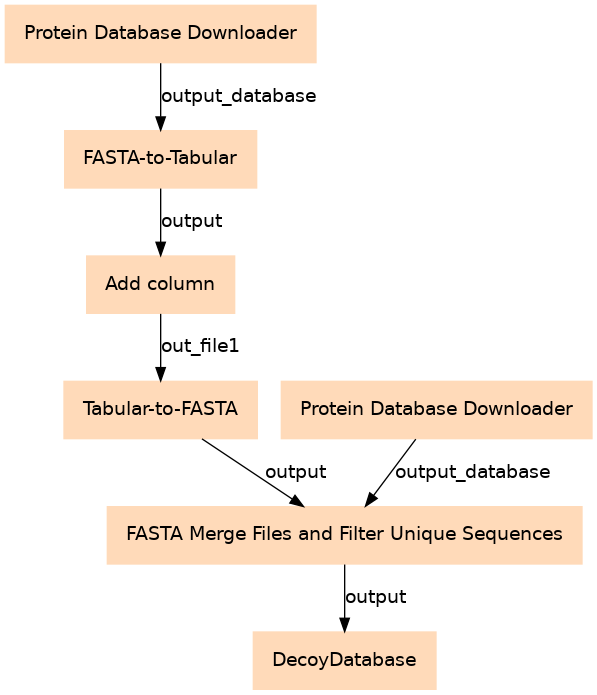 Protein Database Downloader
output_database
FASTA-to-Tabular
output
Add column
out_file1
Tabular-to-FASTA
Protein Database Downloader
output
output_database
FASTA Merge Files and Filter Unique Sequences
output
DecoyDatabase